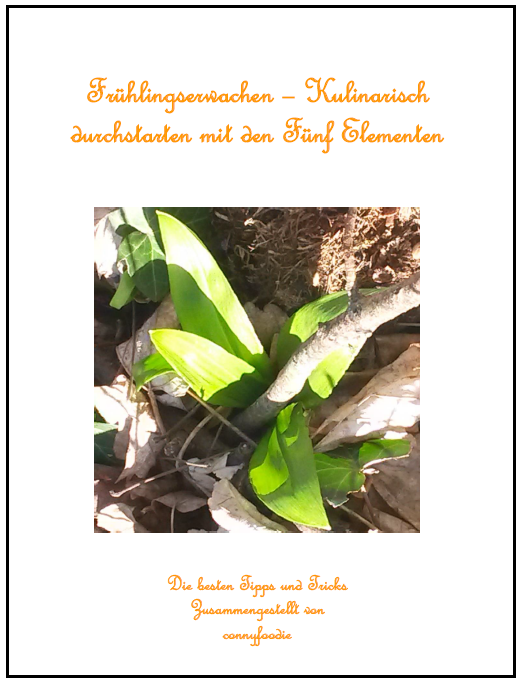 Frühlingserwachen – Kulinarisch
durchstarten mit den Fünf Elementen
Die besten Tipps und Tricks
Zusammengestellt von
connyfoodie